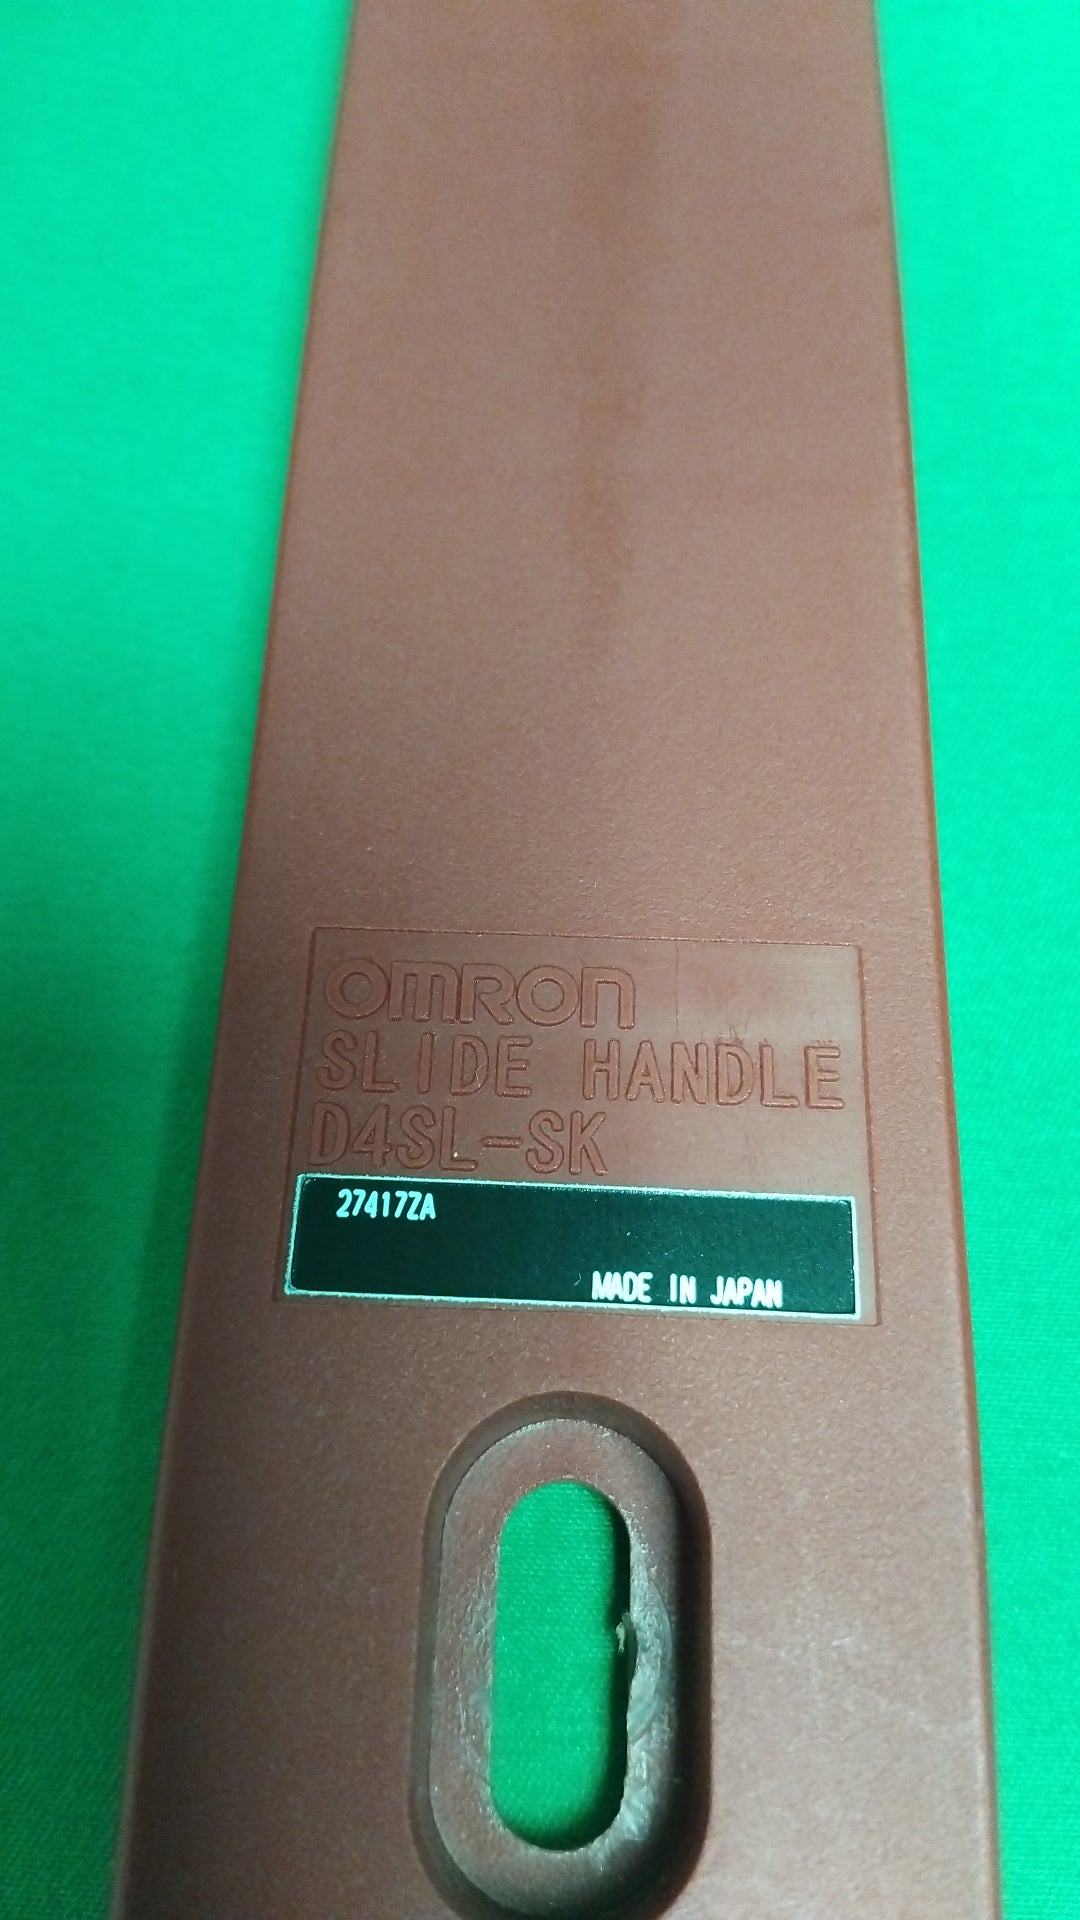 OMRON
SLIDE HANDLE
D4SL-SK
27417ZA
MADE IN JAPAN